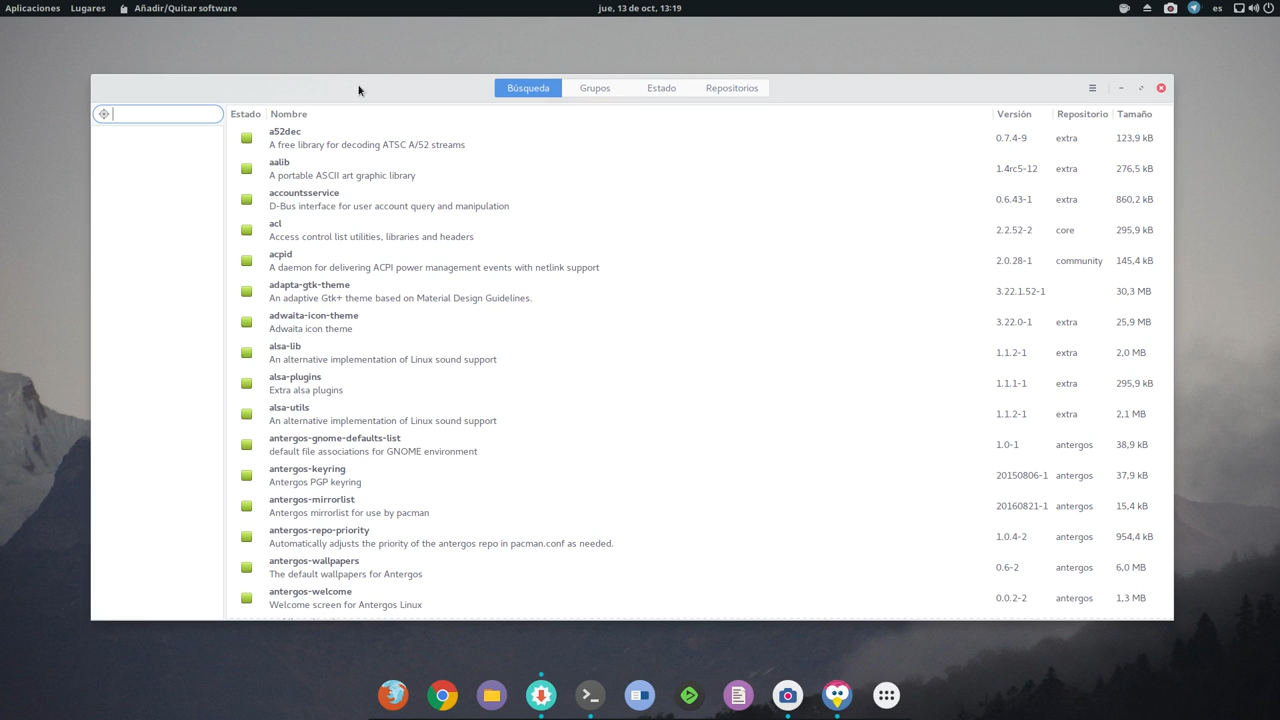 Aplicaciones Lugares Añadir/Quitar software jue, 13 de oct, 13:19 es
Búsqueda Grupos Estado Repositorios
Estado Nombre Versión Repositorio Tamaño
a52dec
A free library for decoding ATSC A/52 streams 0.7.4-9 extra 123,9 kB
aalib
A portable ASCII art graphic library 1.4rc5-12 extra 276,5 kB
accountsservice
D-Bus interface for user account query and manipulation 0.6.43-1 extra 860,2 kB
acl
Access control list utilities, libraries and headers 2.2.52-2 core 295,9 kB
acpid
A daemon for delivering ACPI power management events with netlink support 2.0.28-1 community 145,4 kB
adapta-gtk-theme
An adaptive Gtk+ theme based on Material Design Guidelines. 3.22.1.52-1 30,3 MB
adwaita-icon-theme
Adwaita icon theme 3.22.0-1 extra 25,9 MB
alsa-lib
An alternative implementation of Linux sound support 1.1.2-1 extra 2,0 MB
alsa-plugins
Extra alsa plugins 1.1.1-1 extra 295,9 kB
alsa-utils
An alternative implementation of Linux sound support 1.1.2-1 extra 2,1 MB
antergos-gnome-defaults-list
default file associations for GNOME environment 1.0-1 antergos 38,9 kB
antergos-keyring
Antergos PGP keyring 20150806-1 antergos 37,9 kB
antergos-mirrorlist
Antergos mirrorlist for use by pacman 20160821-1 antergos 15,4 kB
antergos-repo-priority
Automatically adjusts the priority of the antergos repo in pacman.conf as needed. 1.0.4-2 antergos 954,4 kB
antergos-wallpapers
The default wallpapers for Antergos 0.6-2 antergos 6,0 MB
antergos-welcome
Welcome screen for Antergos Linux 0.0.2-2 antergos 1,3 MB